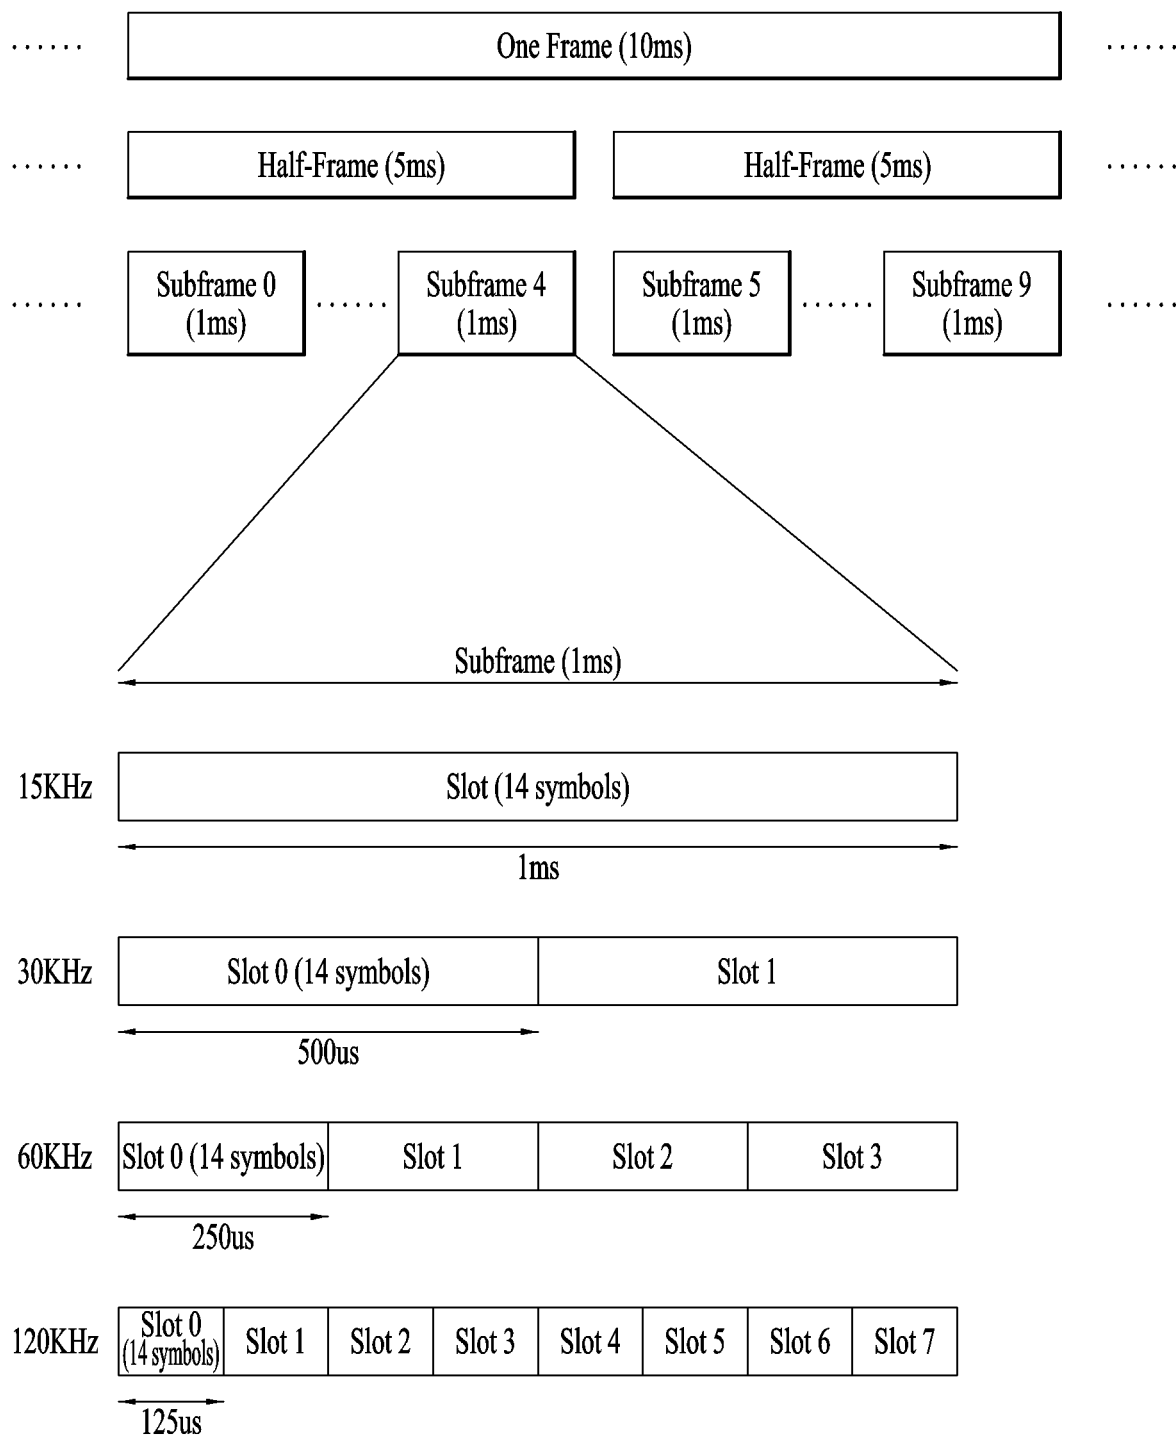 ...... One Frame (10ms) ......
...... Half-Frame (5ms) Half-Frame (5ms) ......
Subframe 0 Subframe 4 Subframe 5 Subframe 9
...... (1ms) ...... (1ms) (1ms) ...... (1ms) ......
Subframe (1ms)
15KHz Slot (14 symbols)
1ms
30KHz Slot 0 (14 symbols) Slot 1
500us
60KHz Slot 0 (14 symbols) Slot 1 Slot 2 Slot 3
250us
120KHz Slot 0 (14 symbols) Slot 1 Slot 2 Slot 3 Slot 4 Slot 5 Slot 6 Slot 7
125us